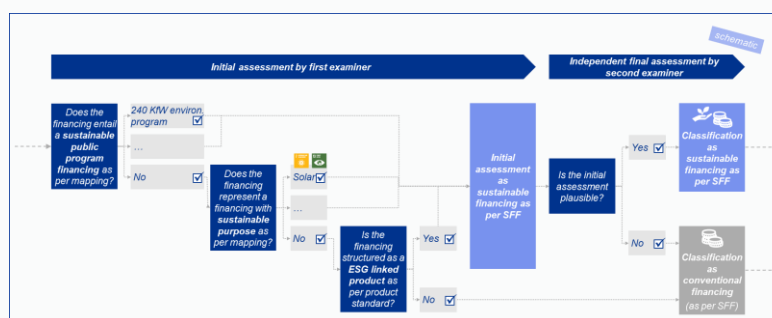 schematic
Initial assessment by first examiner
Independent final assessment by
second examiner
Does the
financing entail
a sustainable
public
program
financing as
per mapping?
240 KfW environ.
program
...
No
Does the
financing
represent a
financing with
sustainable
purpose as
per mapping?
Solar
...
No
Is the
financing
structured as a
ESG linked
product as
per product
standard?
Yes
No
Initial
assessment
as
sustainable
financing as
per SFF
Is the initial
assessment
plausible?
Yes
No
Classification
as
sustainable
financing as
per SFF
Classification
as
conventional
financing
(as per SFF)